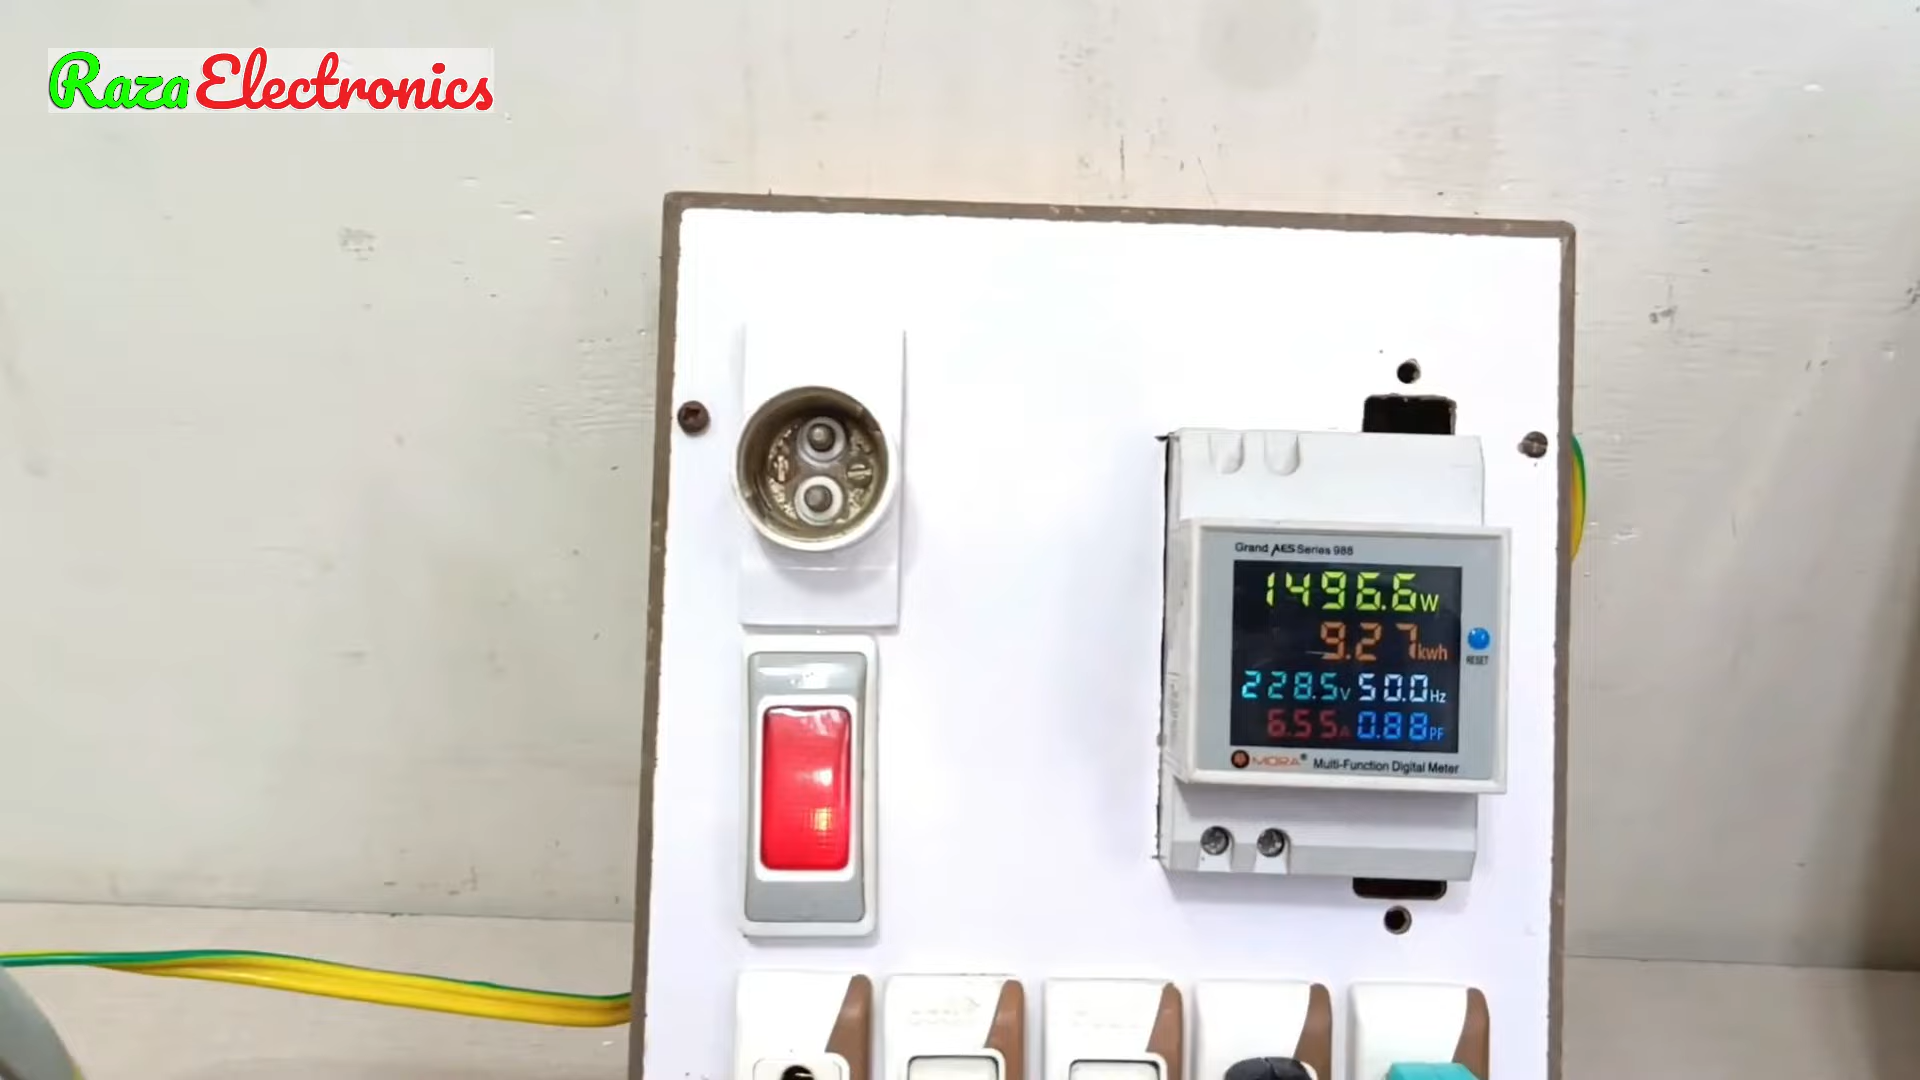 Raza Electronics
Grand AES Series 988
1496.6W
9.27kwh
228.5V 50.0Hz
RESET
6.55A 0.88PF
MORA® Multi-Function Digital Meter